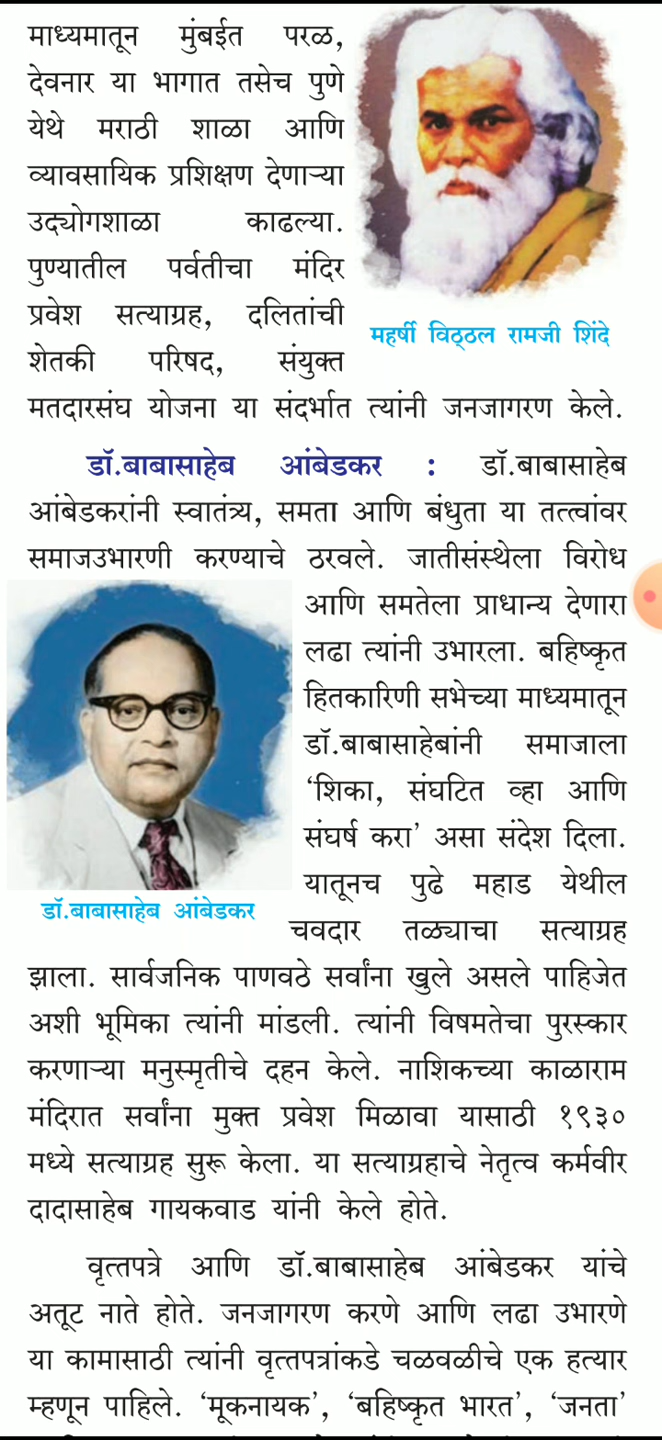 माध्यमातून मुंबईत परळ,
देवनार या भागात तसेच पुणे
येथे मराठी शाळा आणि
व्यावसायिक प्रशिक्षण देणाऱ्या
उद्योगशाळा काढल्या.
पुण्यातील पर्वतीचा मंदिर
प्रवेश सत्याग्रह, दलितांची
शेतकी परिषद, संयुक्त
महर्षी विठ्ठल रामजी शिंदे
मतदारसंघ योजना या संदर्भात त्यांनी जनजागरण केले.
डॉ.बाबासाहेब आंबेडकर : डॉ.बाबासाहेब
आंबेडकरांनी स्वातंत्र्य, समता आणि बंधुता या तत्त्वांवर
समाजउभारणी करण्याचे ठरवले. जातीसंस्थेला विरोध
आणि समतेला प्राधान्य देणारा
लढा त्यांनी उभारला. बहिष्कृत
हितकारिणी सभेच्या माध्यमातून
डॉ.बाबासाहेबांनी समाजाला
‘शिका, संघटित व्हा आणि
संघर्ष करा’ असा संदेश दिला.
यातूनच पुढे महाड येथील
डॉ.बाबासाहेब आंबेडकर
चवदार तळ्याचा सत्याग्रह
झाला. सार्वजनिक पाणवठे सर्वांना खुले असले पाहिजेत
अशी भूमिका त्यांनी मांडली. त्यांनी विषमतेचा पुरस्कार
करणाऱ्या मनुस्मृतीचे दहन केले. नाशिकच्या काळाराम
मंदिरात सर्वांना मुक्त प्रवेश मिळावा यासाठी १९३०
मध्ये सत्याग्रह सुरू केला. या सत्याग्रहाचे नेतृत्व कर्मवीर
दादासाहेब गायकवाड यांनी केले होते.
वृत्तपत्रे आणि डॉ.बाबासाहेब आंबेडकर यांचे
अतूट नाते होते. जनजागरण करणे आणि लढा उभारणे
या कामासाठी त्यांनी वृत्तपत्रांकडे चळवळीचे एक हत्यार
म्हणून पाहिले. ‘मूकनायक’, ‘बहिष्कृत भारत’, ‘जनता’